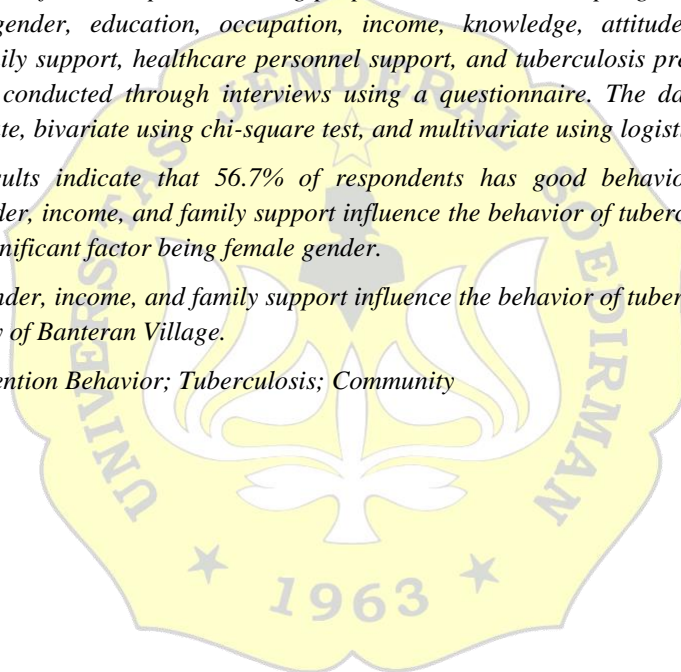 gender, education, occupation, income, knowledge, attitude
ily support, healthcare personnel support, and tuberculosis pre
conducted through interviews using a questionnaire. The da
te, bivariate using chi-square test, and multivariate using logist
ults indicate that 56.7% of respondents has good behavio
der, income, and family support influence the behavior of tuberc
nificant factor being female gender.
nder, income, and family support influence the behavior of tuber
y of Banteran Village.
ention Behavior; Tuberculosis; Community
UNIVERSITAS JENDERAL SOEDIRMAN
1963